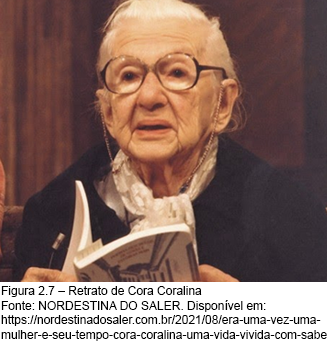 Figura 2.7 – Retrato de Cora Coralina
Fonte: NORDESTINA DO SALER. Disponível em:
https://nordestinadosaler.com.br/2021/08/era-uma-vez-uma-
mulher-e-seu-tempo-cora-coralina-uma-vida-vivida-com-sabe